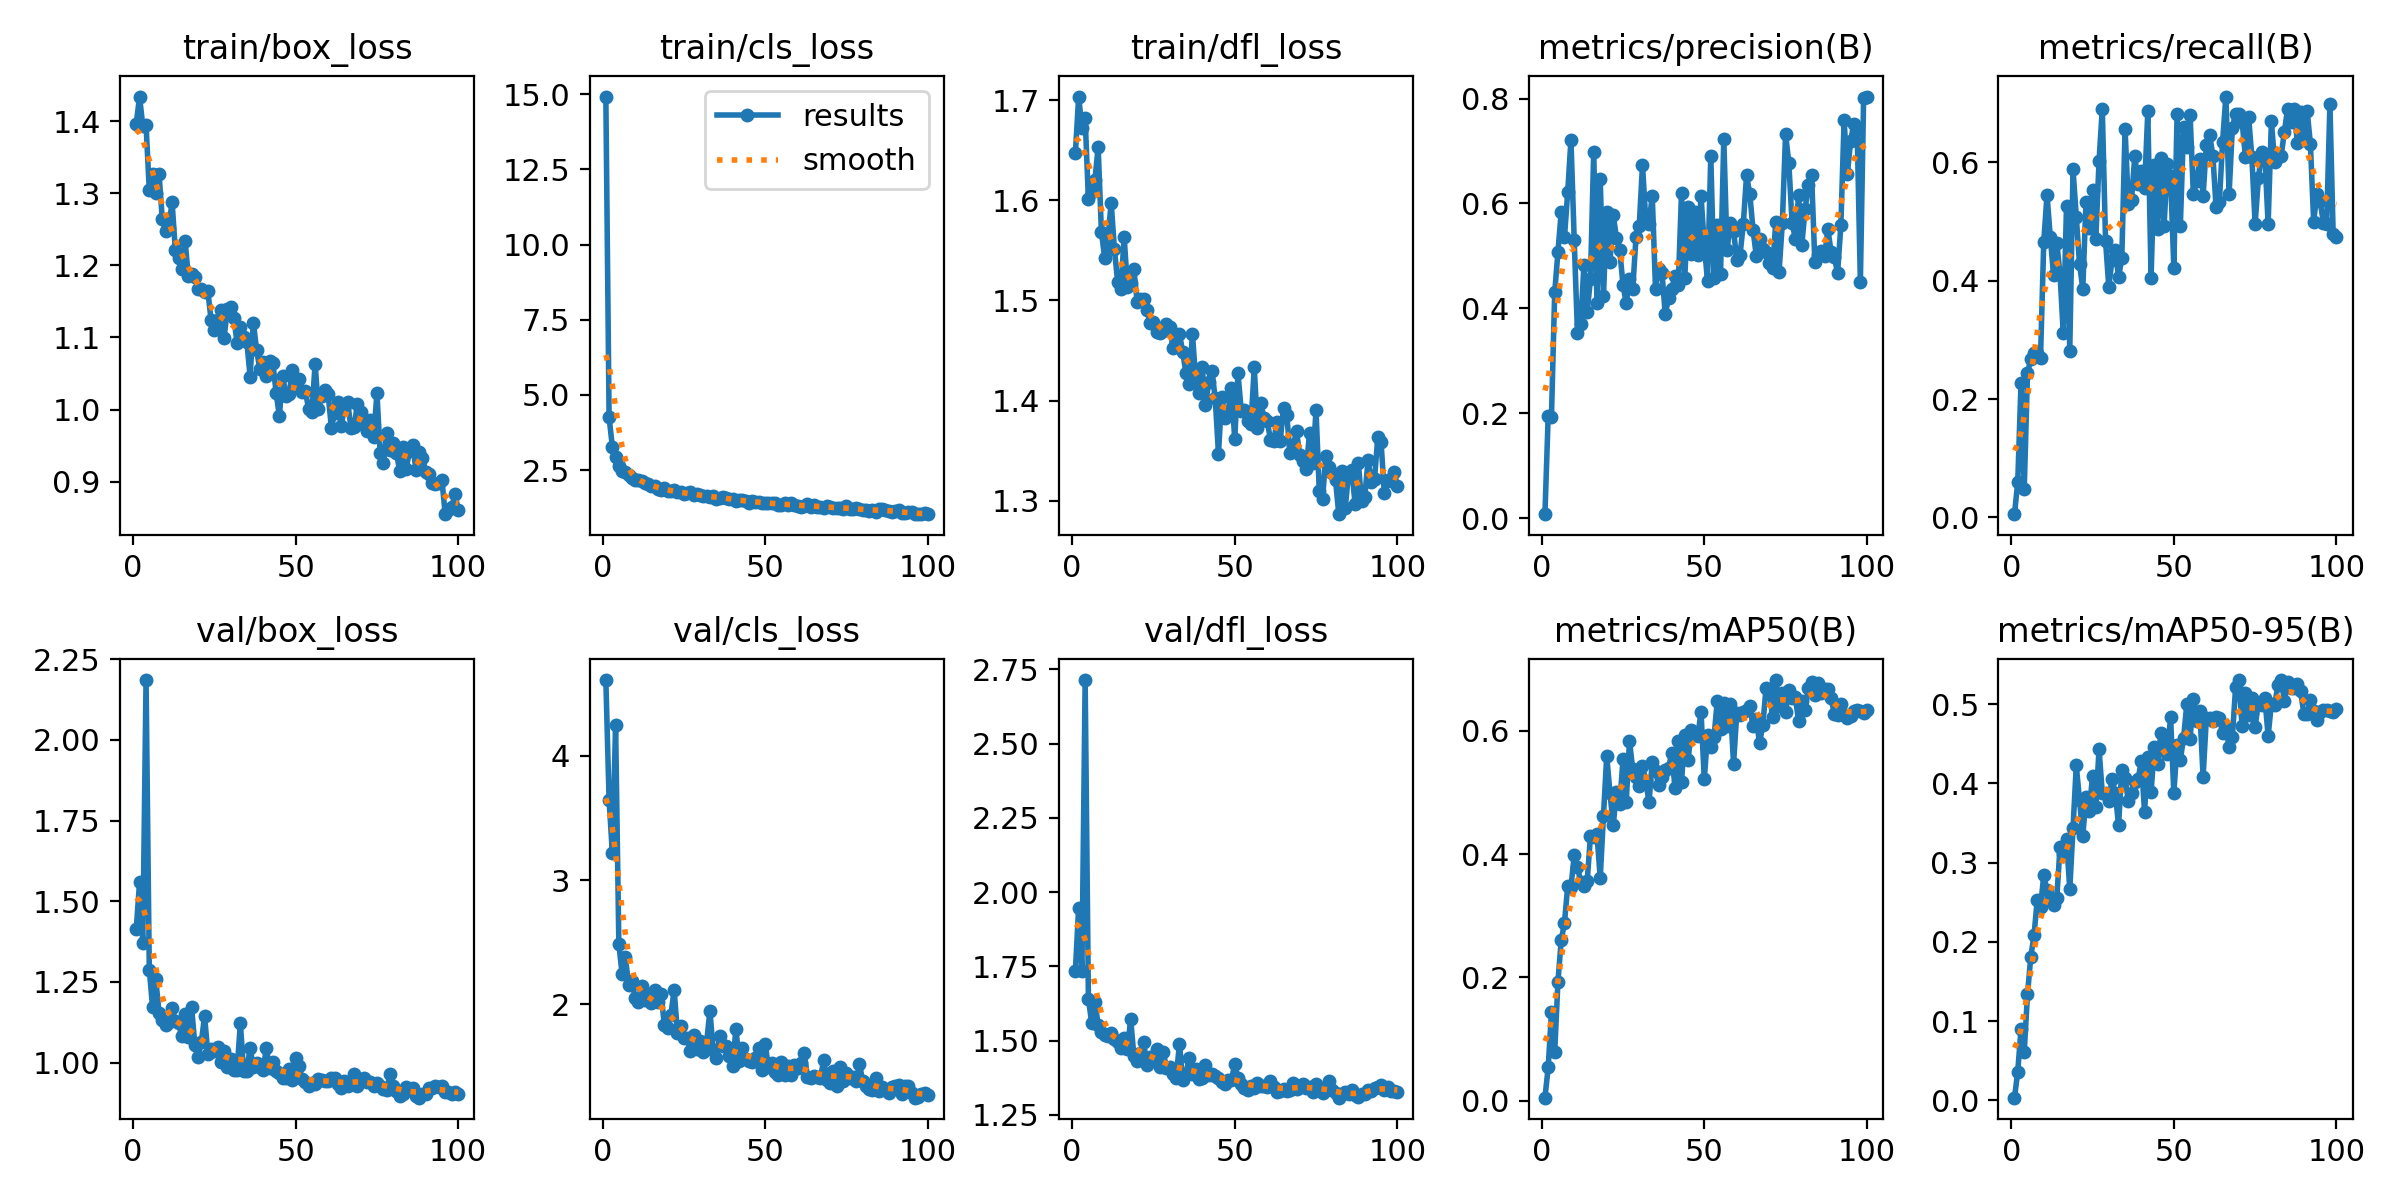 train/box_loss
1.4
1.3
1.2
1.1
1.0
0.9
0 50 100
train/cls_loss
results
smooth
15.0
12.5
10.0
7.5
5.0
2.5
0 50 100
train/dfl_loss
1.7
1.6
1.5
1.4
1.3
0 50 100
metrics/precision(B)
0.8
0.6
0.4
0.2
0.0
0 50 100
metrics/recall(B)
0.6
0.4
0.2
0.0
0 50 100
val/box_loss
2.25
2.00
1.75
1.50
1.25
1.00
0 50 100
val/cls_loss
4
3
2
0 50 100
val/dfl_loss
2.75
2.50
2.25
2.00
1.75
1.50
1.25
0 50 100
metrics/mAP50(B)
0.6
0.4
0.2
0.0
0 50 100
metrics/mAP50-95(B)
0.5
0.4
0.3
0.2
0.1
0.0
0 50 100